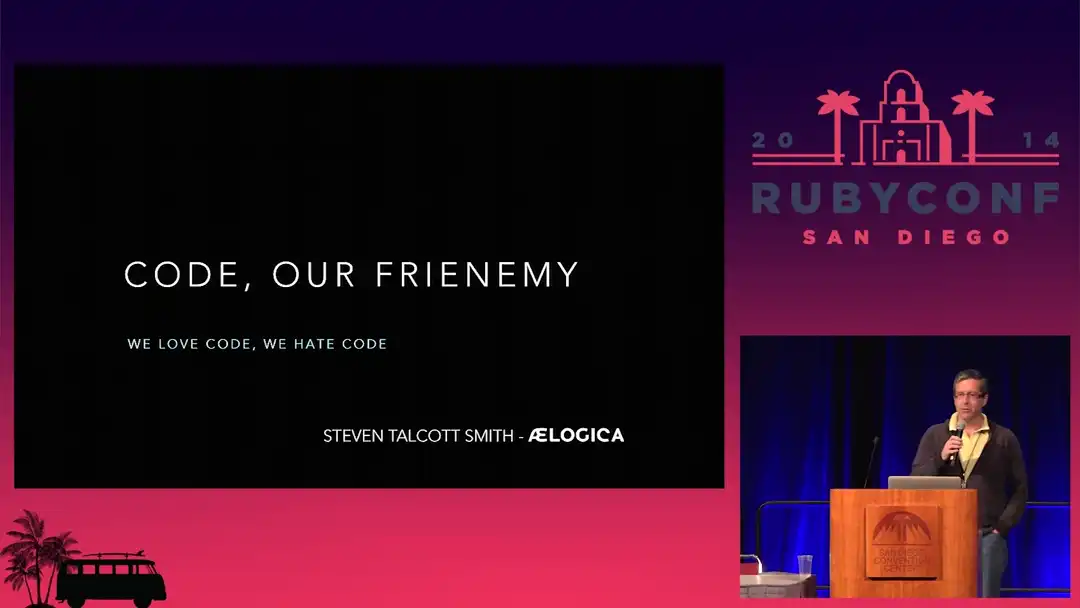 CODE, OUR FRIENEMY
WE LOVE CODE, WE HATE CODE
STEVEN TALCOTT SMITH - ÆLOGICA
20 14
RUBYCONF
SAN DIEGO
SAN DIEGO
CONVENTION
CENTER